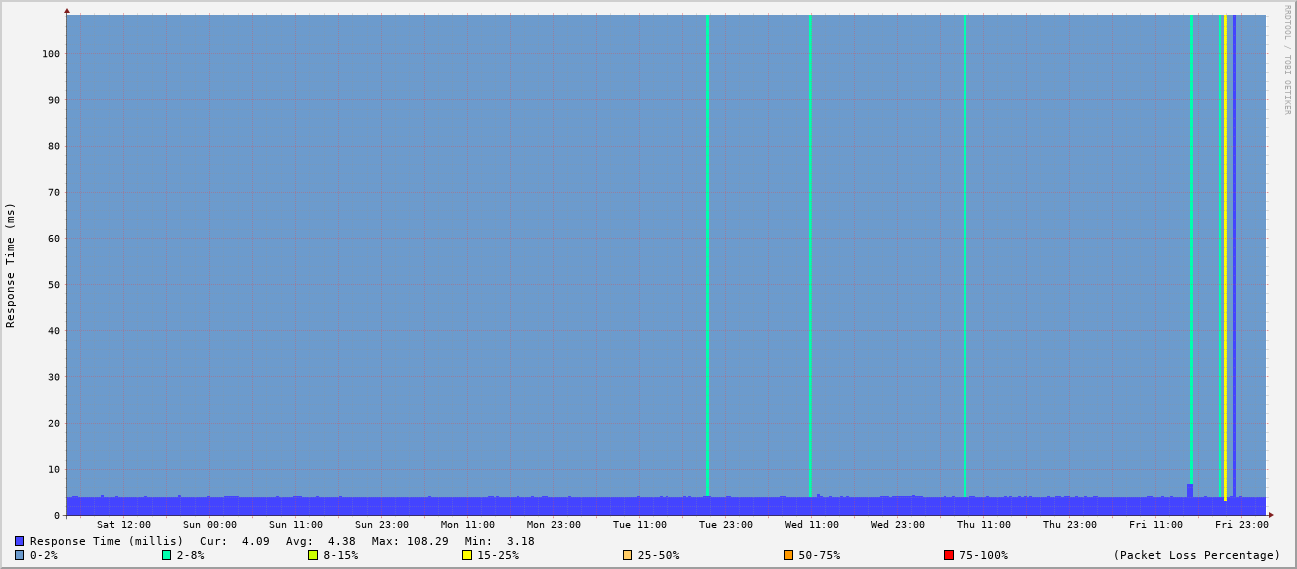 RRDTOOL / TOBI OETIKER
Response Time (ms)
100
90
80
70
60
50
40
30
20
10
0
Sat 12:00 Sun 00:00 Sun 11:00 Sun 23:00 Mon 11:00 Mon 23:00 Tue 11:00 Tue 23:00 Wed 11:00 Wed 23:00 Thu 11:00 Thu 23:00 Fri 11:00 Fri 23:00
Response Time (millis) Cur: 4.09 Avg: 4.38 Max: 108.29 Min: 3.18
0-2% 2-8% 8-15% 15-25% 25-50% 50-75% 75-100% (Packet Loss Percentage)